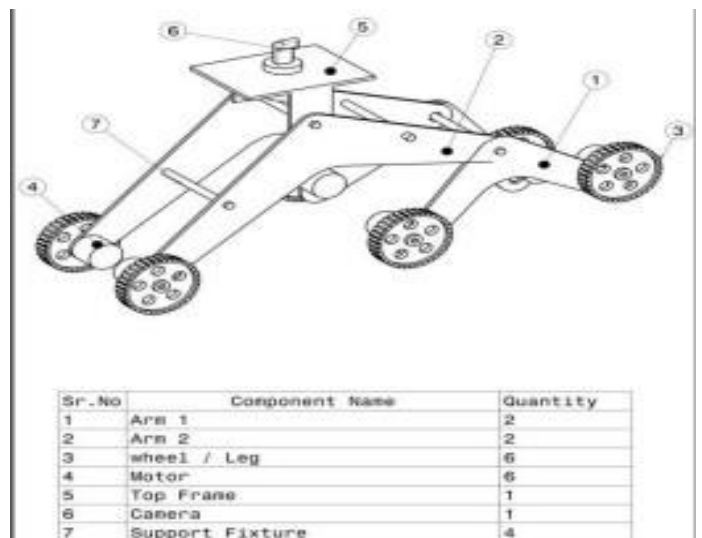 6
5
2
1
7
3
4
Sr.No Component Name Quantity
1 Arm 1 2
2 Arm 2 2
3 wheel / Leg 6
4 Motor 6
5 Top Frame 1
6 Camera 1
7 Support Fixture 4